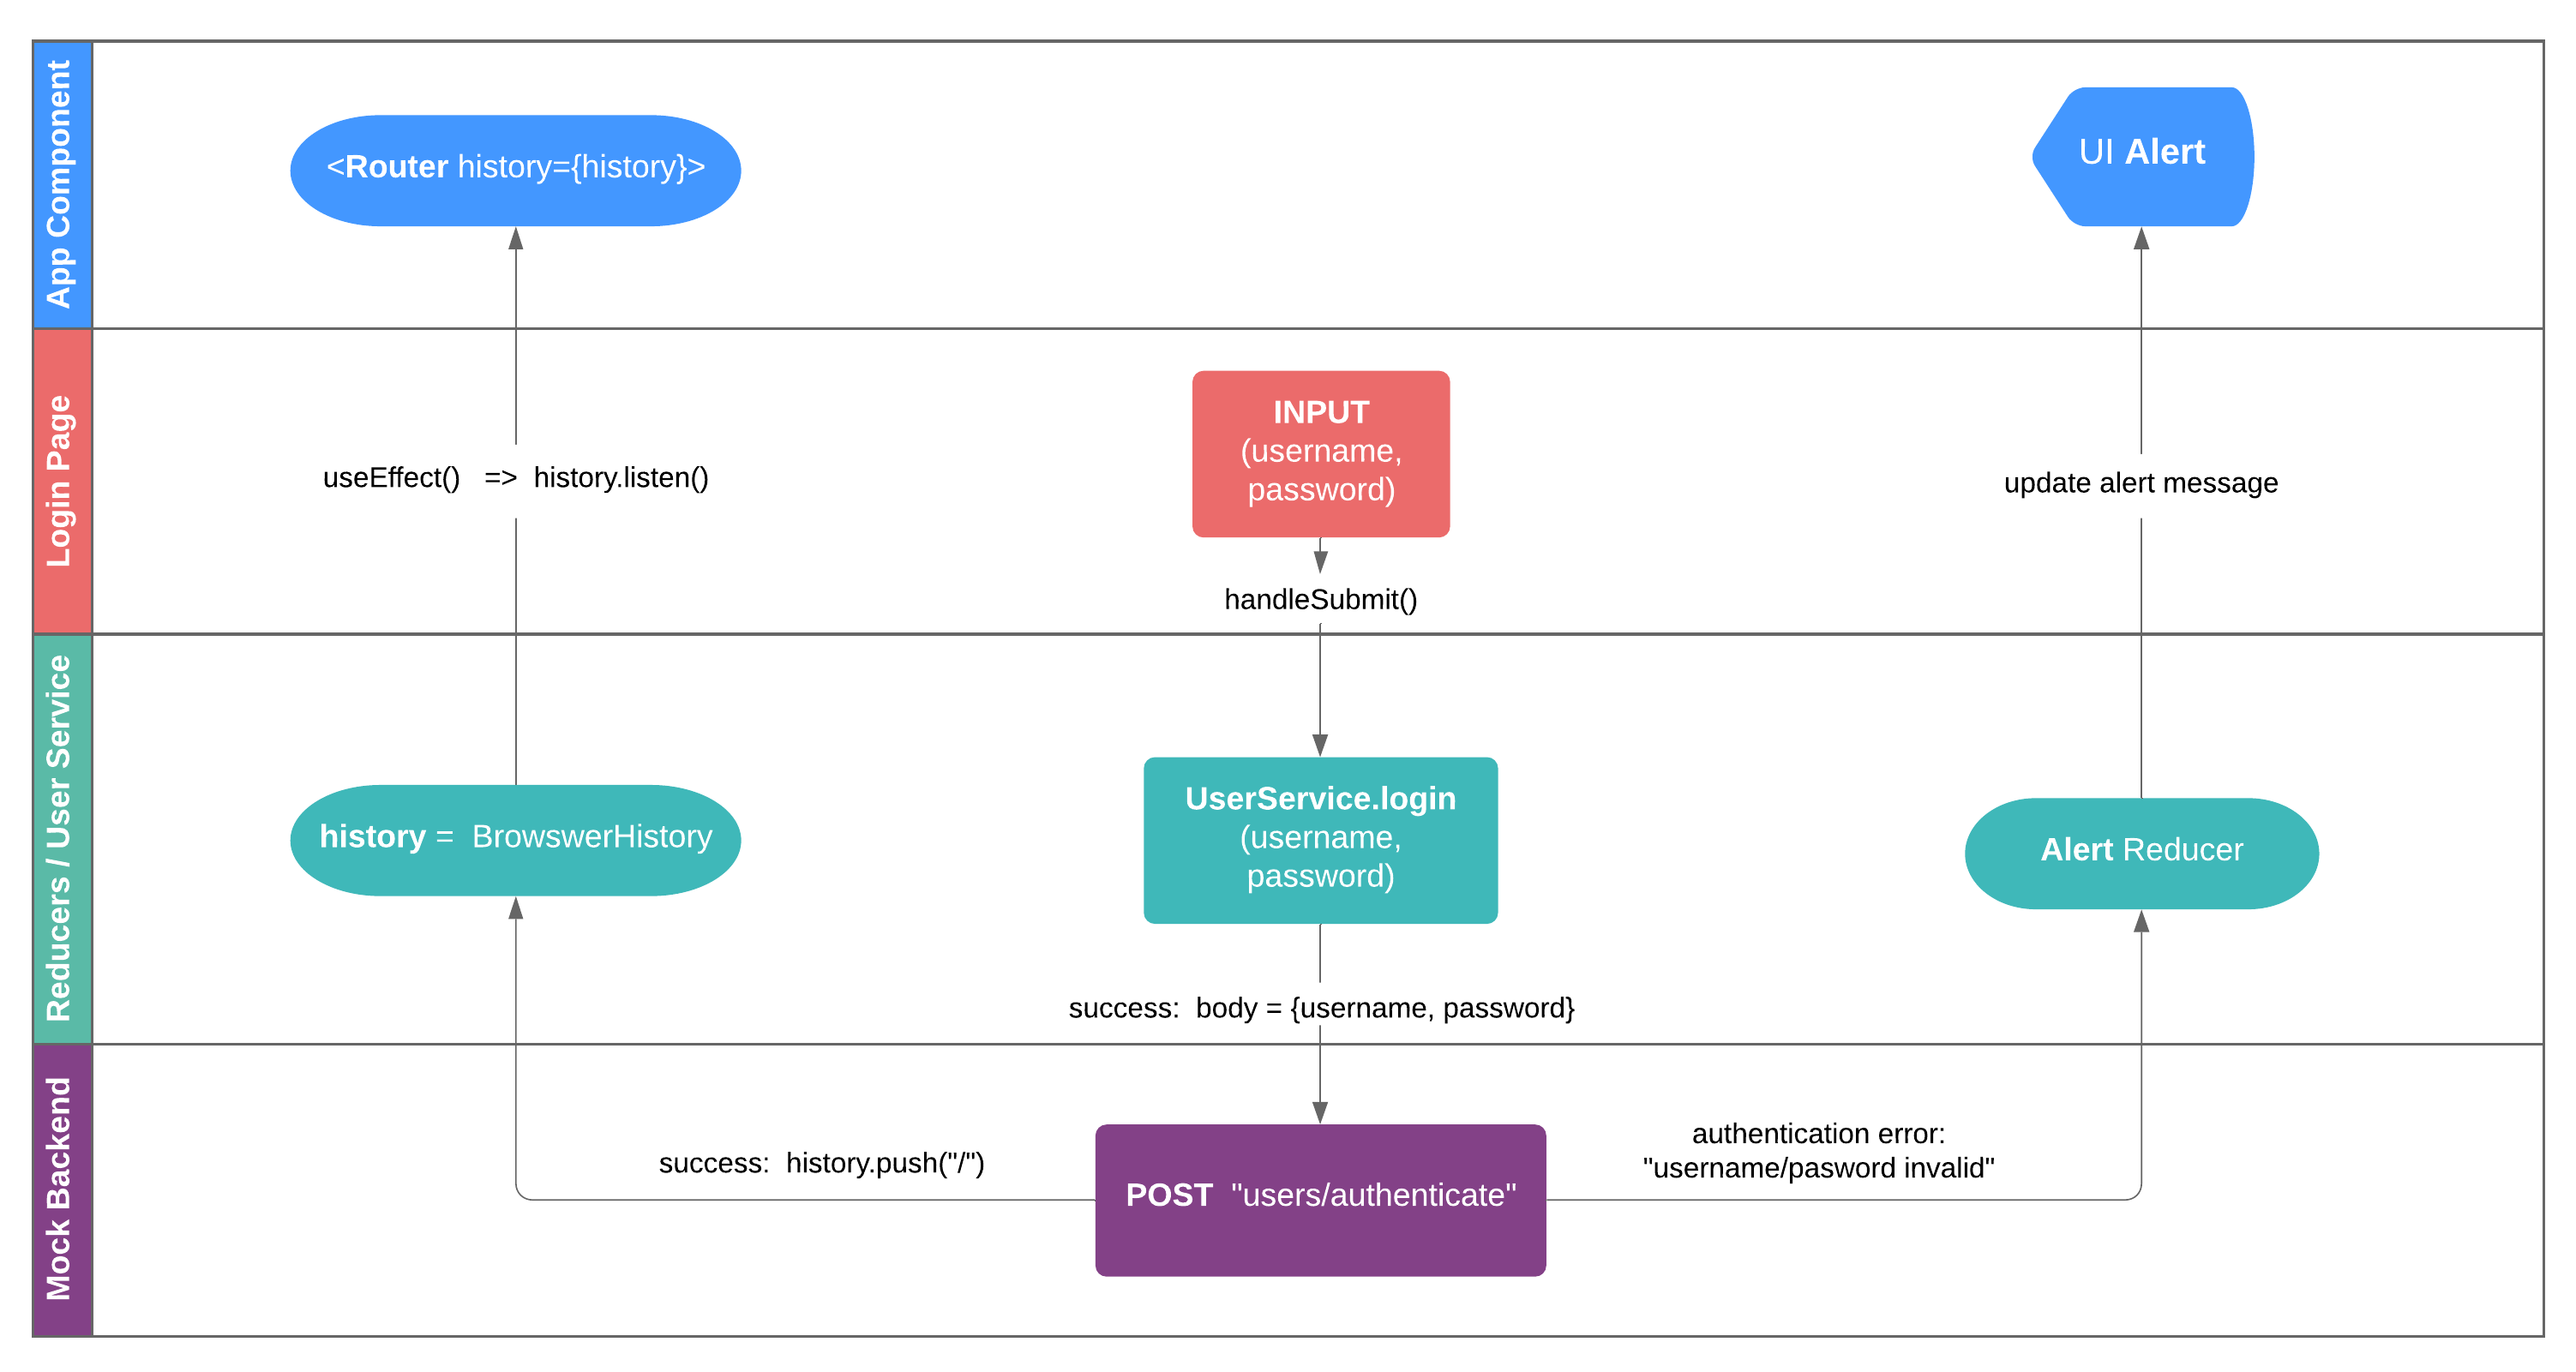 App Component
<Router history={history}>
UI Alert
Login Page
useEffect() => history.listen()
INPUT
(username,
password)
update alert message
handleSubmit()
Reducers / User Service
history = BrowswerHistory
UserService.login
(username,
password)
Alert Reducer
success: body = {username, password}
Mock Backend
success: history.push("/")
POST "users/authenticate"
authentication error:
"username/pasword invalid"